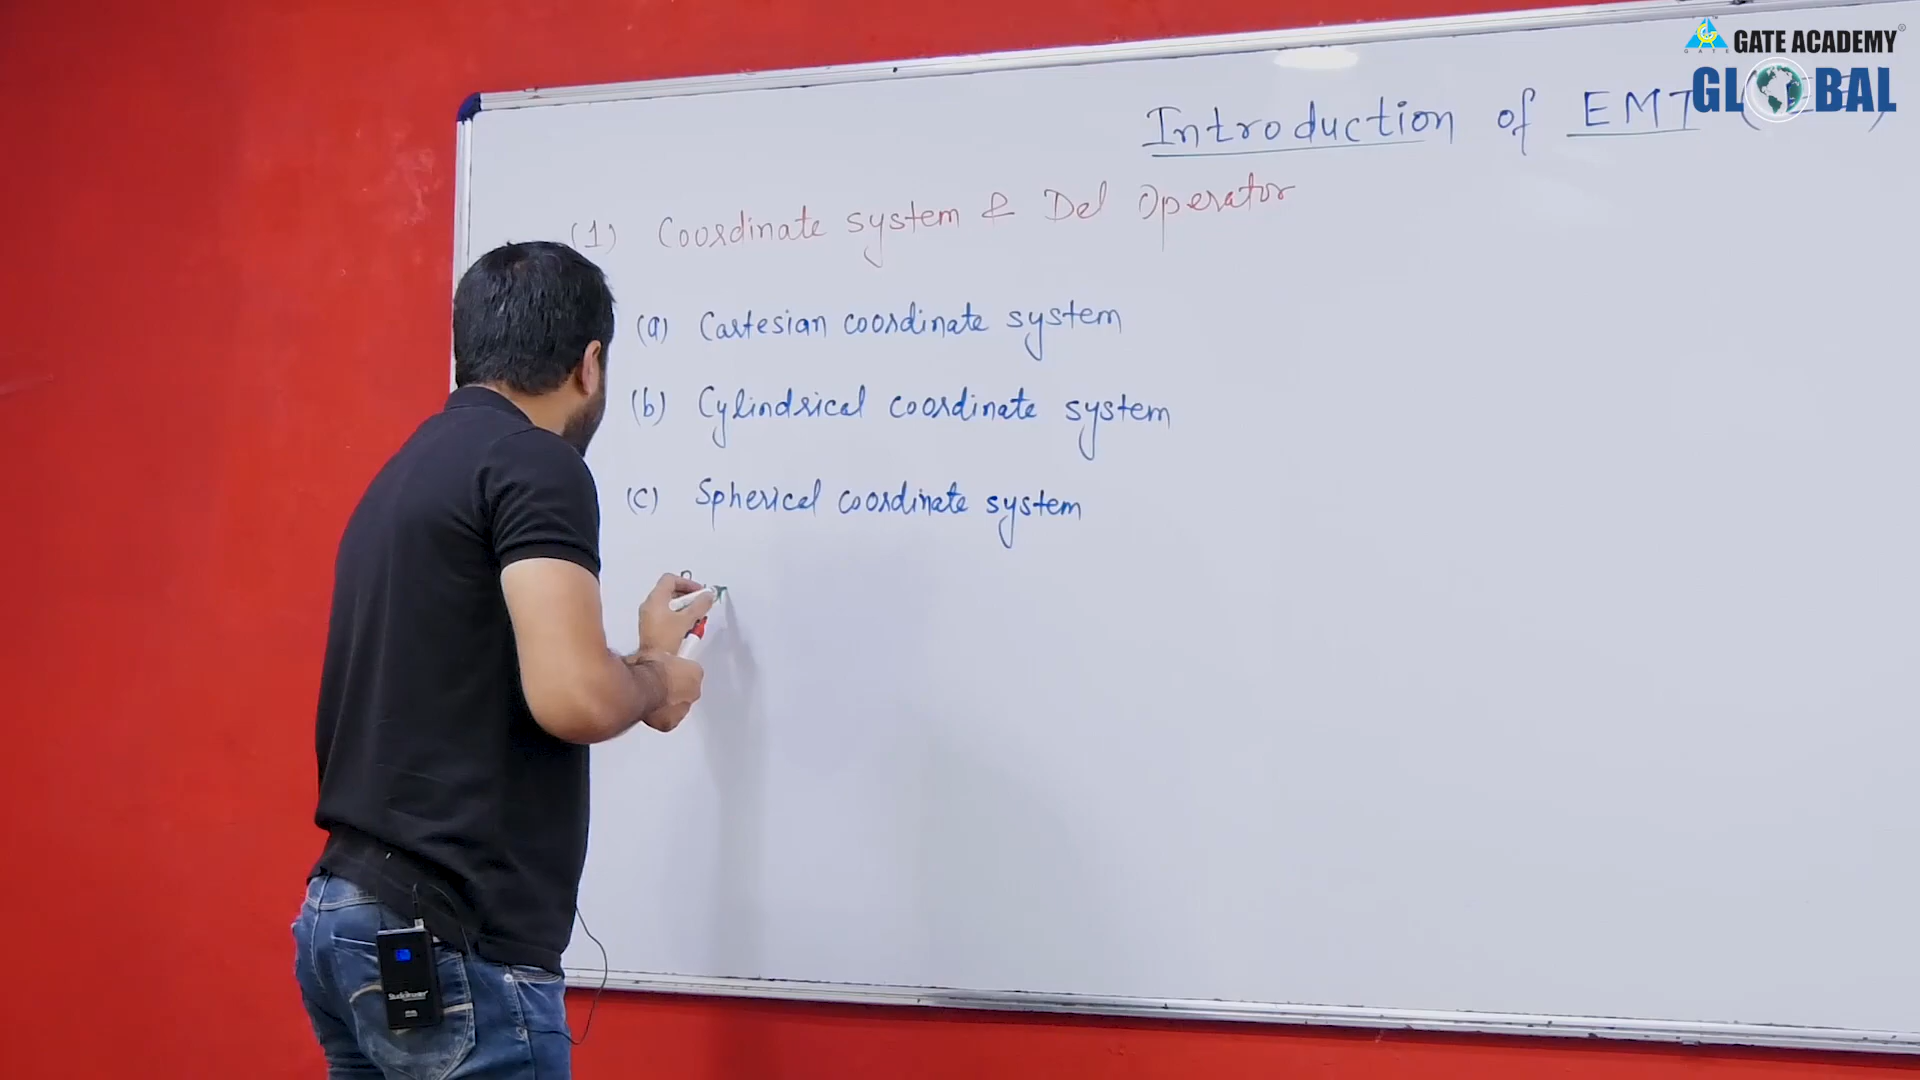 GATE ACADEMY
GLOBAL
Introduction of EMT
(1) Coordinate system & Del Operator
(a) Cartesian coordinate system
(b) Cylindrical coordinate system
(c) Spherical coordinate system